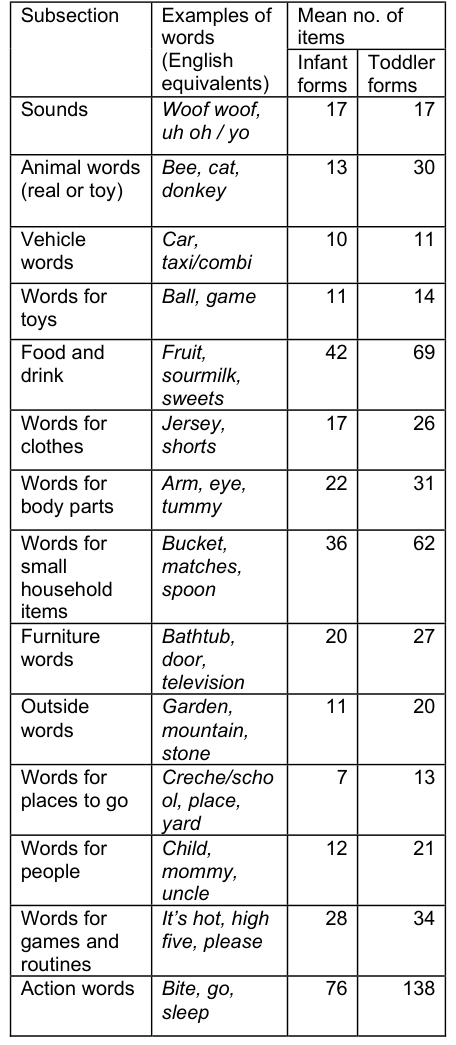 Subsection
Examples of
words
(English
equivalents)
Mean no. of
items
Infant
forms
Toddler
forms
Sounds
Woof woof,
uh oh / yo
17
17
Animal words
(real or toy)
Bee, cat,
donkey
13
30
Vehicle
words
Car,
taxi/combi
10
11
Words for
toys
Ball, game
11
14
Food and
drink
Fruit,
sourmilk,
sweets
42
69
Words for
clothes
Jersey,
shorts
17
26
Words for
body parts
Arm, eye,
tummy
22
31
Words for
small
household
items
Bucket,
matches,
spoon
36
62
Furniture
words
Bathtub,
door,
television
20
27
Outside
words
Garden,
mountain,
stone
11
20
Words for
places to go
Creche/scho
ol, place,
yard
7
13
Words for
people
Child,
mommy,
uncle
12
21
Words for
games and
routines
It's hot, high
five, please
28
34
Action words
Bite, go,
sleep
76
138